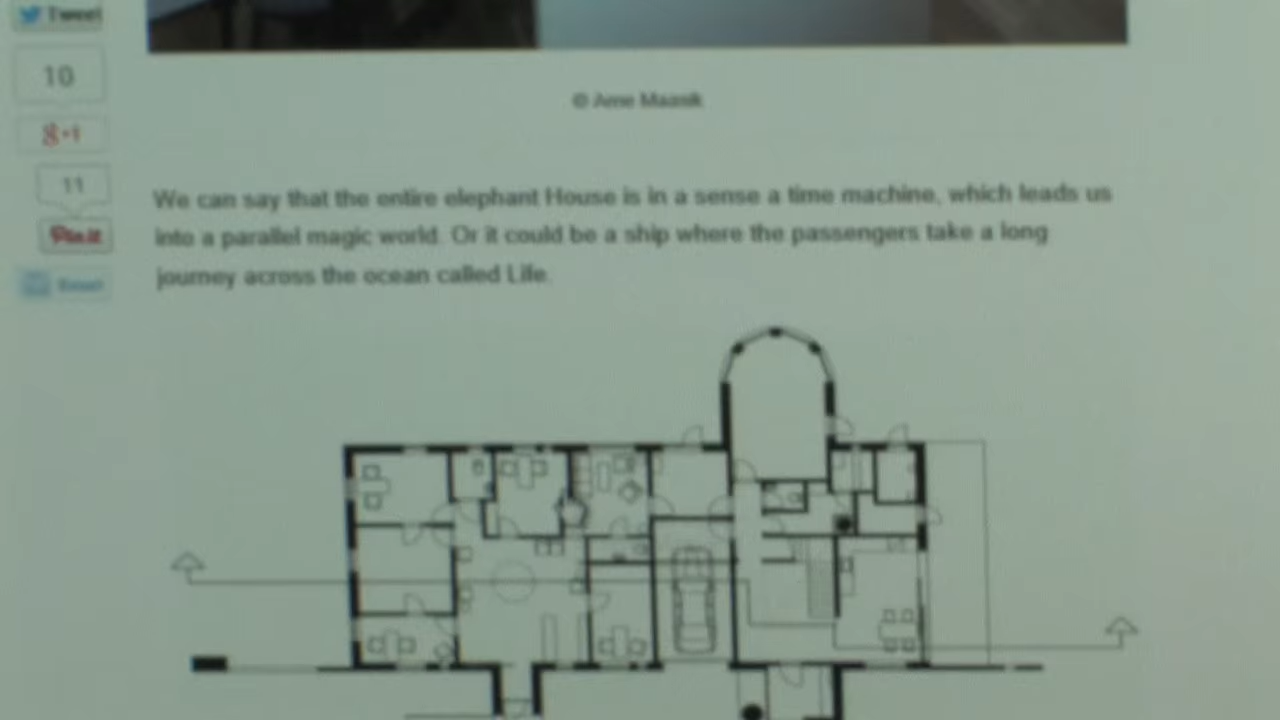 Tweet
10
© Arne Maasik
g+1
11
We can say that the entire elephant House is in a sense a time machine, which leads us
Pin it
into a parallel magic world. Or it could be a ship where the passengers take a long
journey across the ocean called Life.